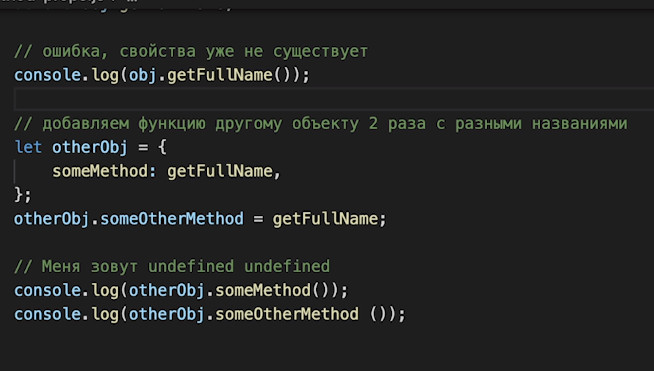 // ошибка, свойства уже не существует
console.log(obj.getFullName());
// добавляем функцию другому объекту 2 раза с разными названиями
let otherObj = {
    someMethod: getFullName,
};
otherObj.someOtherMethod = getFullName;
// Меня зовут undefined undefined
console.log(otherObj.someMethod());
console.log(otherObj.someOtherMethod ());